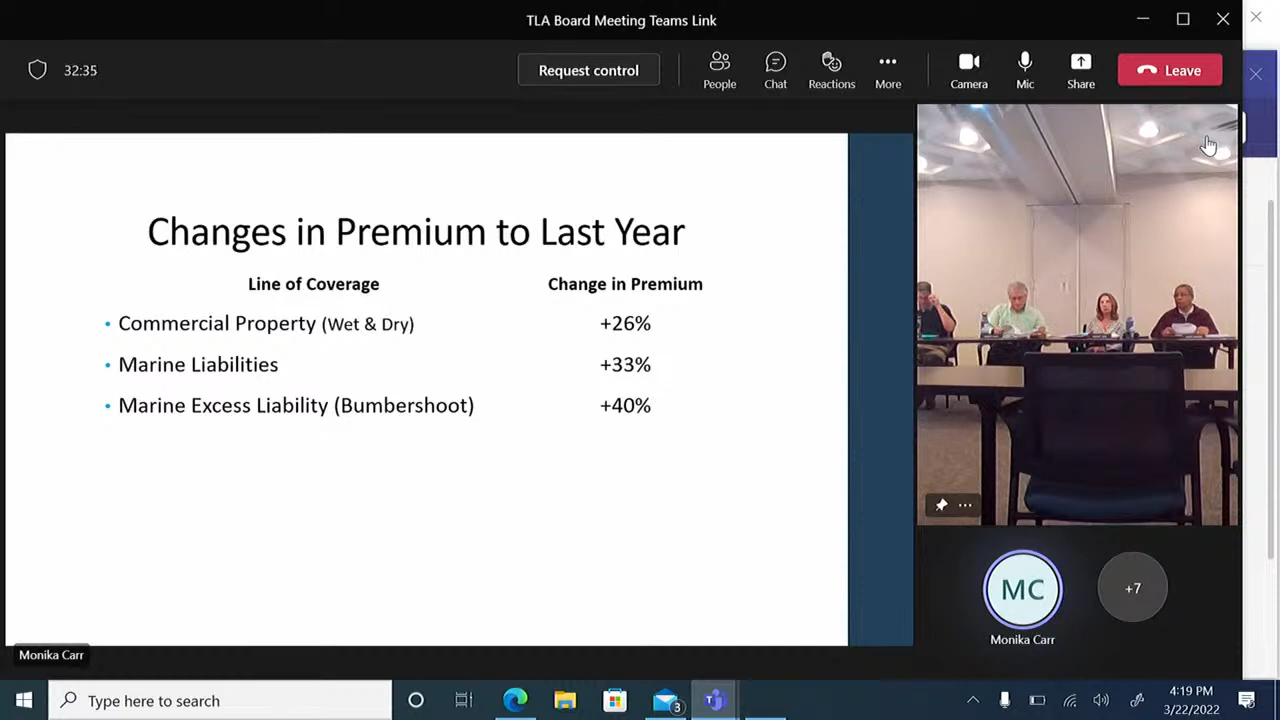 TLA Board Meeting Teams Link
32:35
Request control
People
Chat
Reactions
More
Camera
Mic
Share
Leave
Changes in Premium to Last Year
Line of Coverage Change in Premium
• Commercial Property (Wet & Dry) +26%
• Marine Liabilities +33%
• Marine Excess Liability (Bumbershoot) +40%
MC
+7
Monika Carr
Monika Carr
Type here to search
3
4:19 PM
3/22/2022